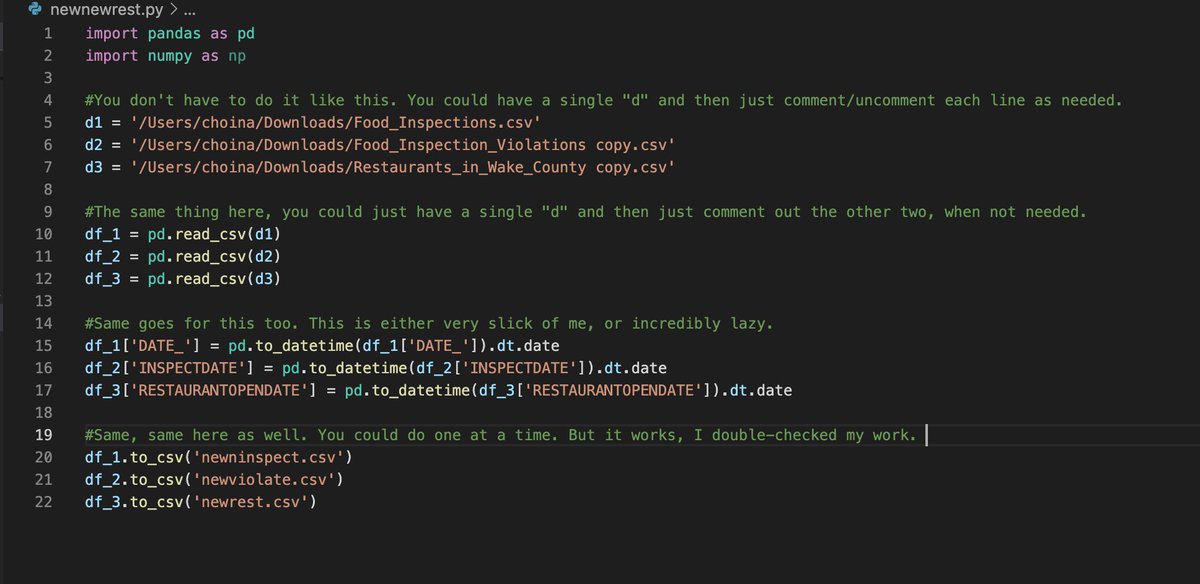 newnewrest.py > ...
1 import pandas as pd
2 import numpy as np
3
4 #You don't have to do it like this. You could have a single "d" and then just comment/uncomment each line as needed.
5 d1 = '/Users/choina/Downloads/Food_Inspections.csv'
6 d2 = '/Users/choina/Downloads/Food_Inspection_Violations copy.csv'
7 d3 = '/Users/choina/Downloads/Restaurants_in_Wake_County copy.csv'
8
9 #The same thing here, you could just have a single "d" and then just comment out the other two, when not needed.
10 df_1 = pd.read_csv(d1)
11 df_2 = pd.read_csv(d2)
12 df_3 = pd.read_csv(d3)
13
14 #Same goes for this too. This is either very slick of me, or incredibly lazy.
15 df_1['DATE_'] = pd.to_datetime(df_1['DATE_']).dt.date
16 df_2['INSPECTDATE'] = pd.to_datetime(df_2['INSPECTDATE']).dt.date
17 df_3['RESTAURANTOPENDATE'] = pd.to_datetime(df_3['RESTAURANTOPENDATE']).dt.date
18
19 #Same, same here as well. You could do one at a time. But it works, I double-checked my work.
20 df_1.to_csv('newninspect.csv')
21 df_2.to_csv('newviolate.csv')
22 df_3.to_csv('newrest.csv')